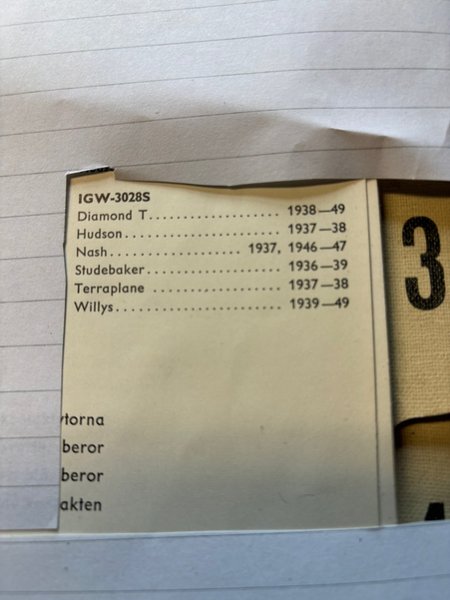 IGW-3028S
Diamond T.................... 1938—49
Hudson......................... 1937—38
Nash..................... 1937, 1946—47
Studebaker.................... 1936—39
Terraplane ................... 1937—38
Willys......................... 1939—49
3
torna
beror
beror
akten